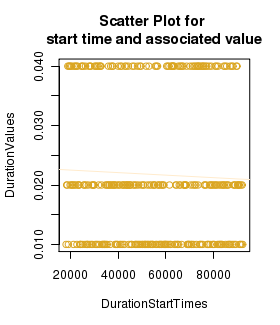 Scatter Plot for
start time and associated value
DurationValues
0.040
0.030
0.020
0.010
20000 40000 60000 80000
DurationStartTimes